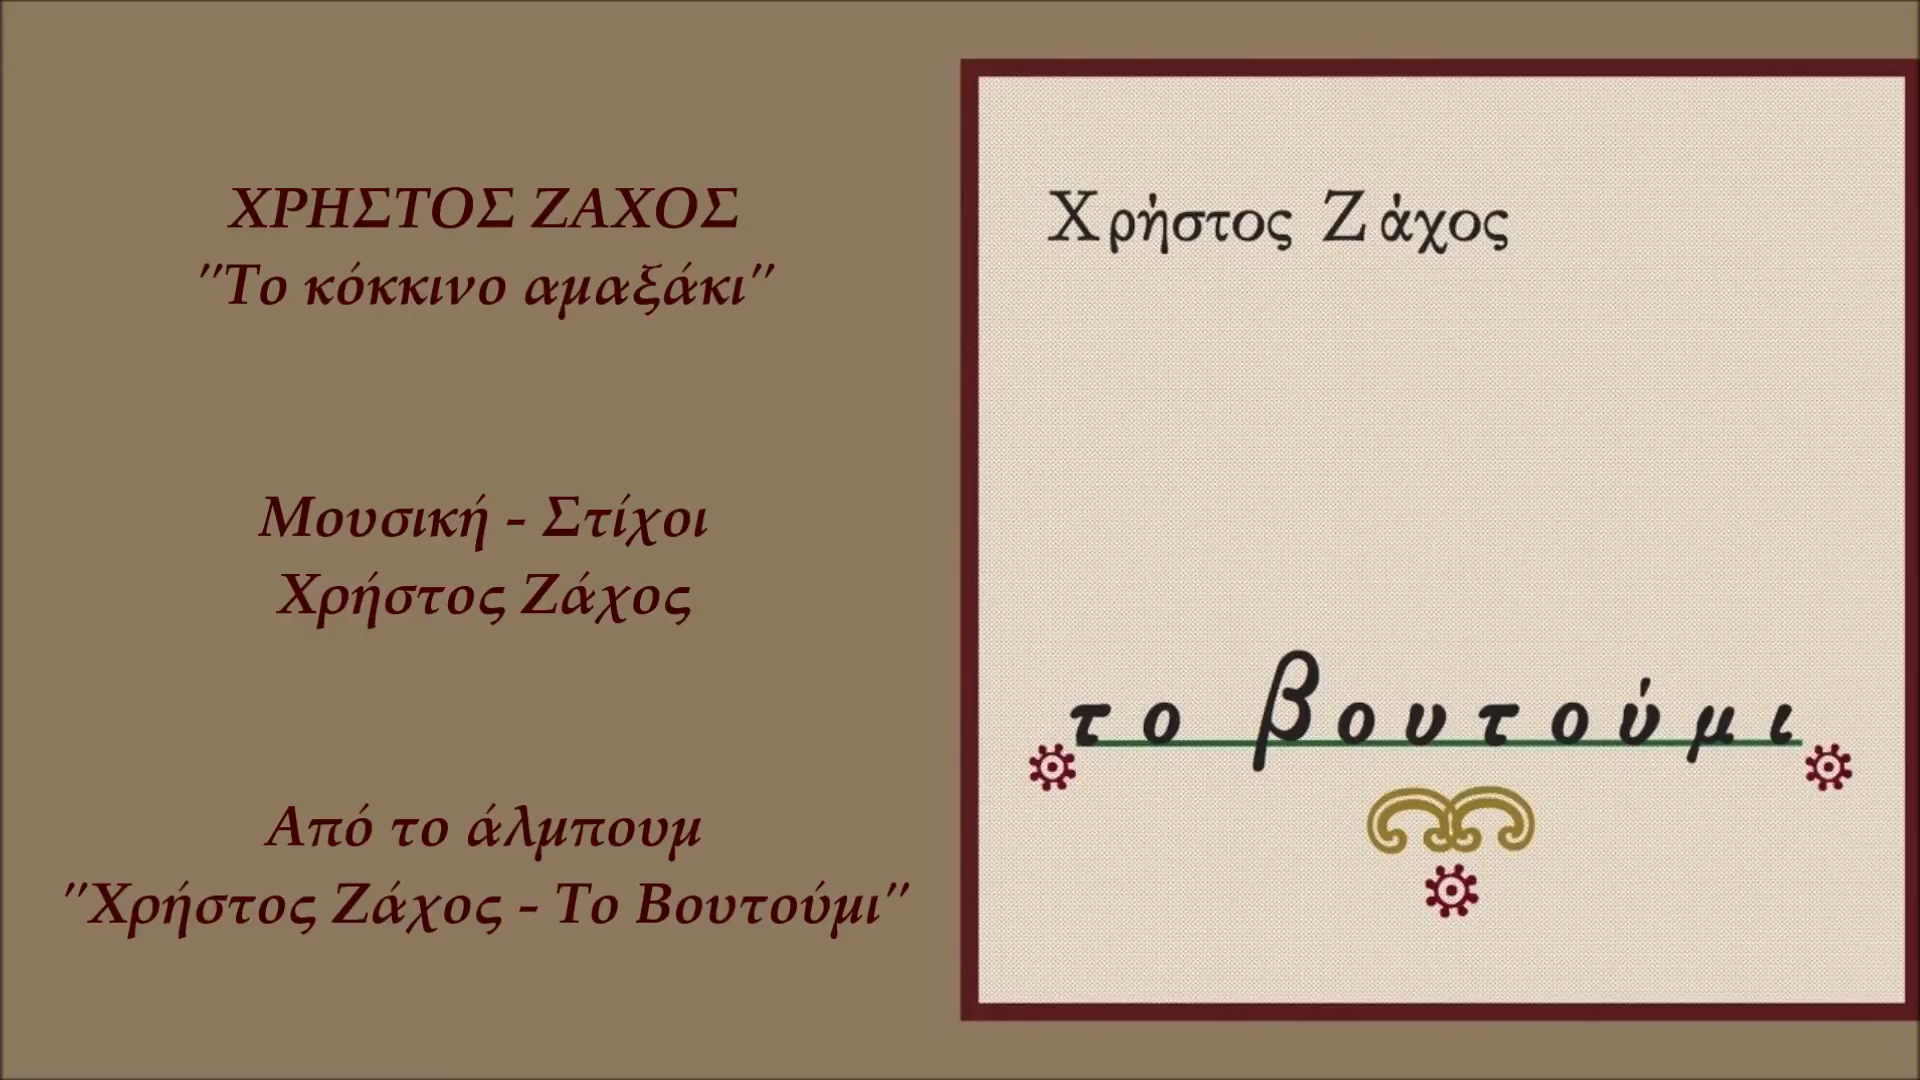 ΧΡΗΣΤΟΣ ΖΑΧΟΣ
"Το κόκκινο αμαξάκι"
Μουσική - Στίχοι
Χρήστος Ζάχος
Από το άλμπουμ
"Χρήστος Ζάχος - Το Βουτούμι"
Χρήστος Ζάχος
το βουτούμι